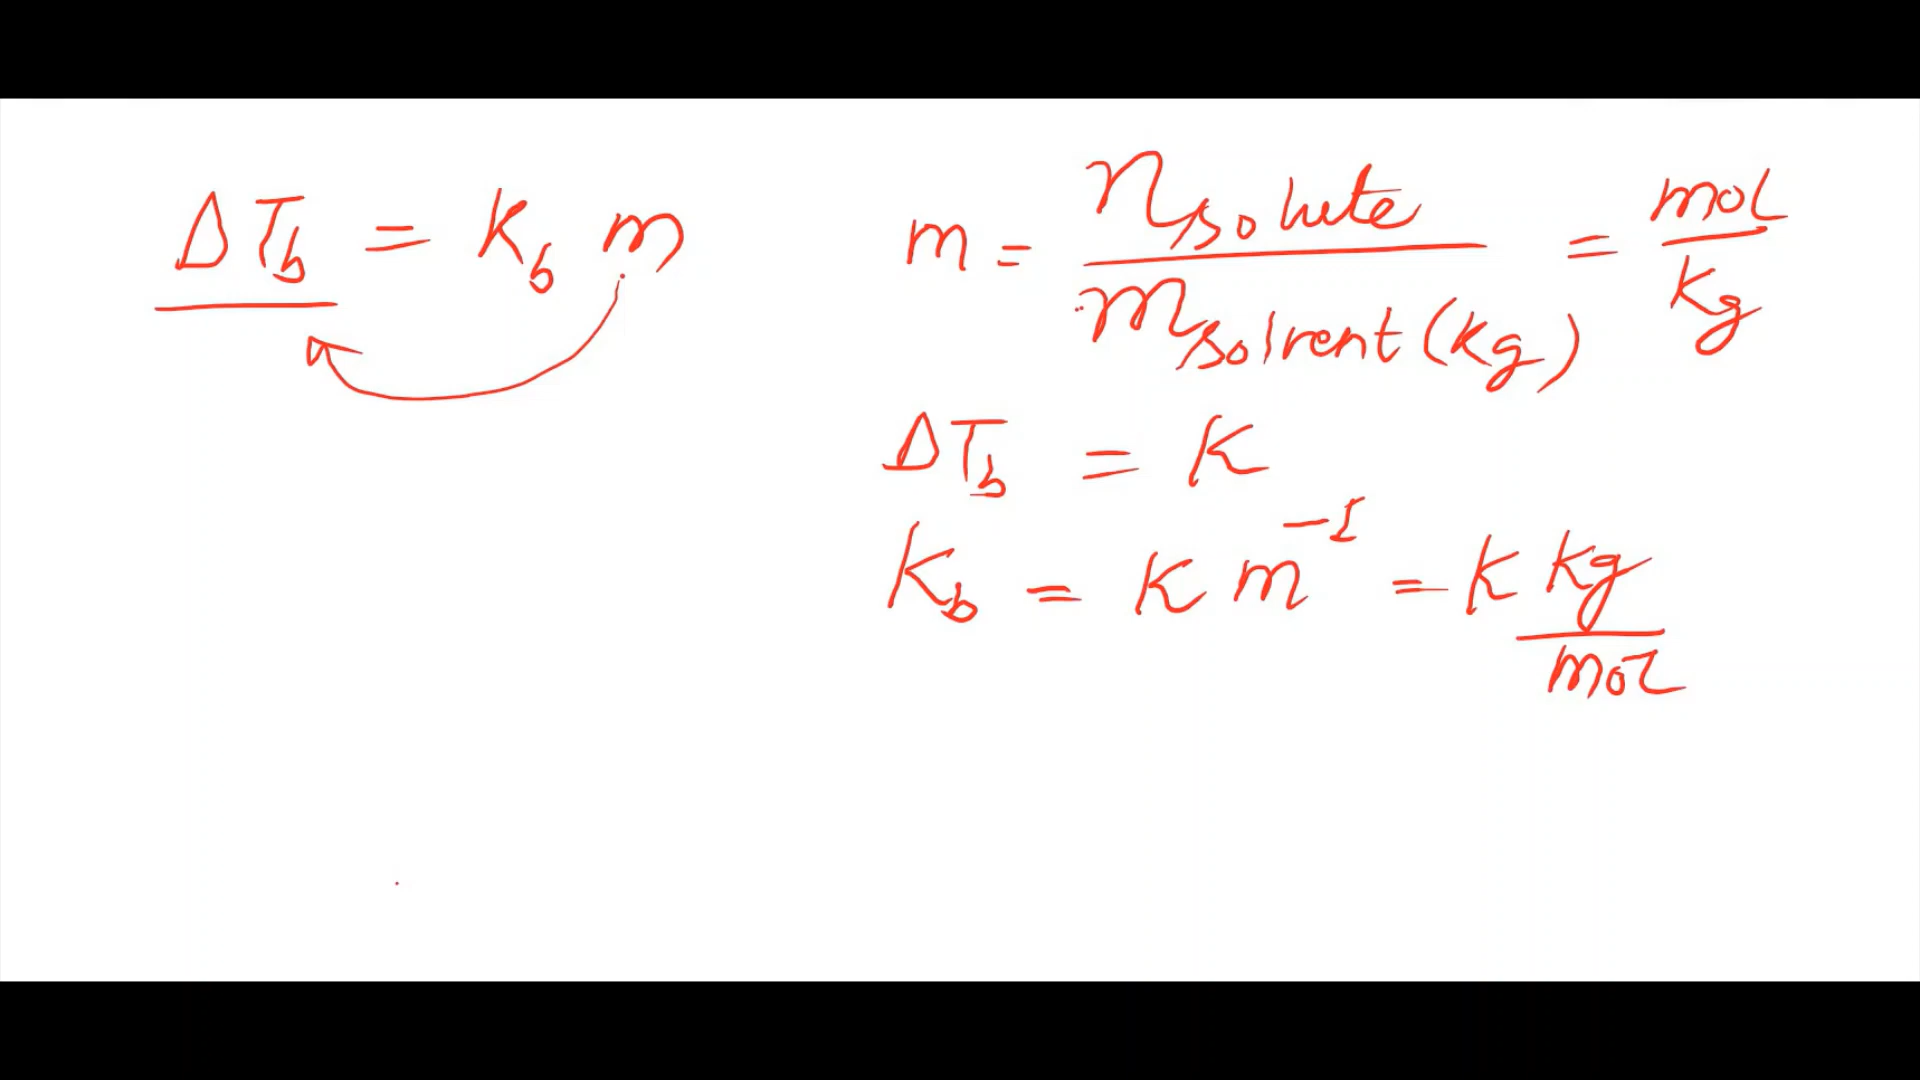 ΔT_b = K_b m
m = n_solute / m_solvent (kg) = mol / kg
ΔT_b = K
K_b = K m^-1 = K kg / mol